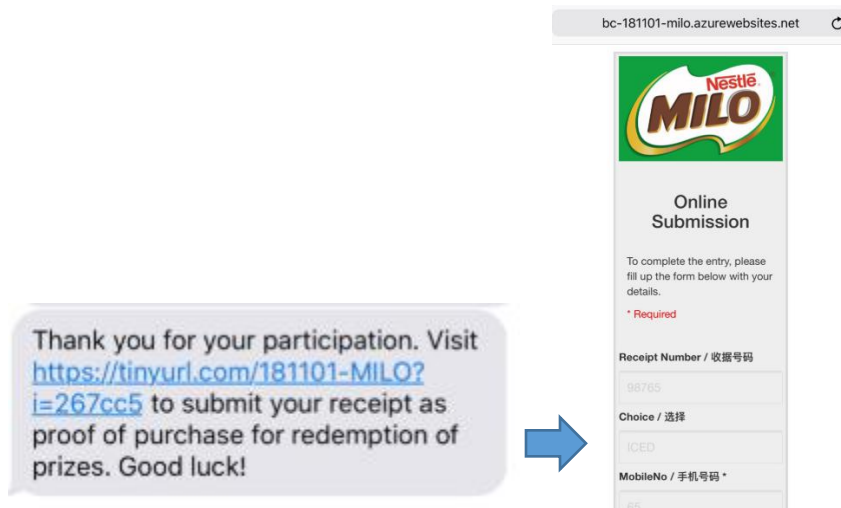 Thank you for your participation. Visit
https://tinyurl.com/181101-MILO?
i=267cc5 to submit your receipt as
proof of purchase for redemption of
prizes. Good luck!
bc-181101-milo.azurewebsites.net
Nestlé
MILO
Online
Submission
To complete the entry, please
fill up the form below with your
details.
* Required
Receipt Number / 收据号码
98765
Choice / 选择
ICED
MobileNo / 手机号码 *
65